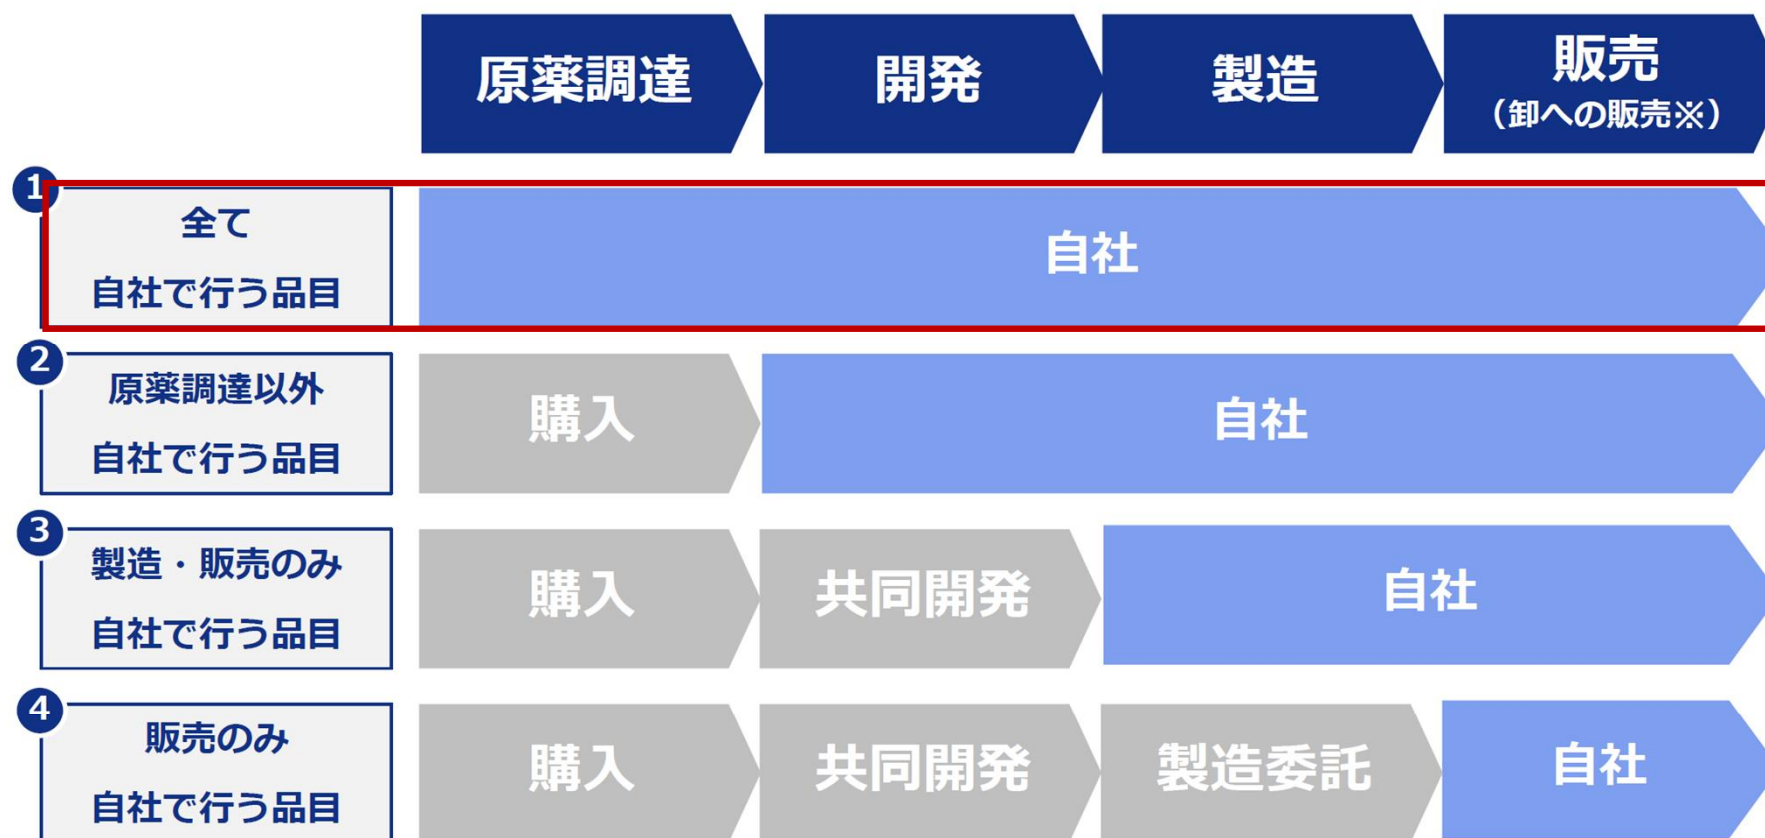 原薬調達
開発
製造
販売
（卸への販売※）
1
全て
自社で行う品目
自社
2
原薬調達以外
自社で行う品目
購入
自社
3
製造・販売のみ
自社で行う品目
購入
共同開発
自社
4
販売のみ
自社で行う品目
購入
共同開発
製造委託
自社